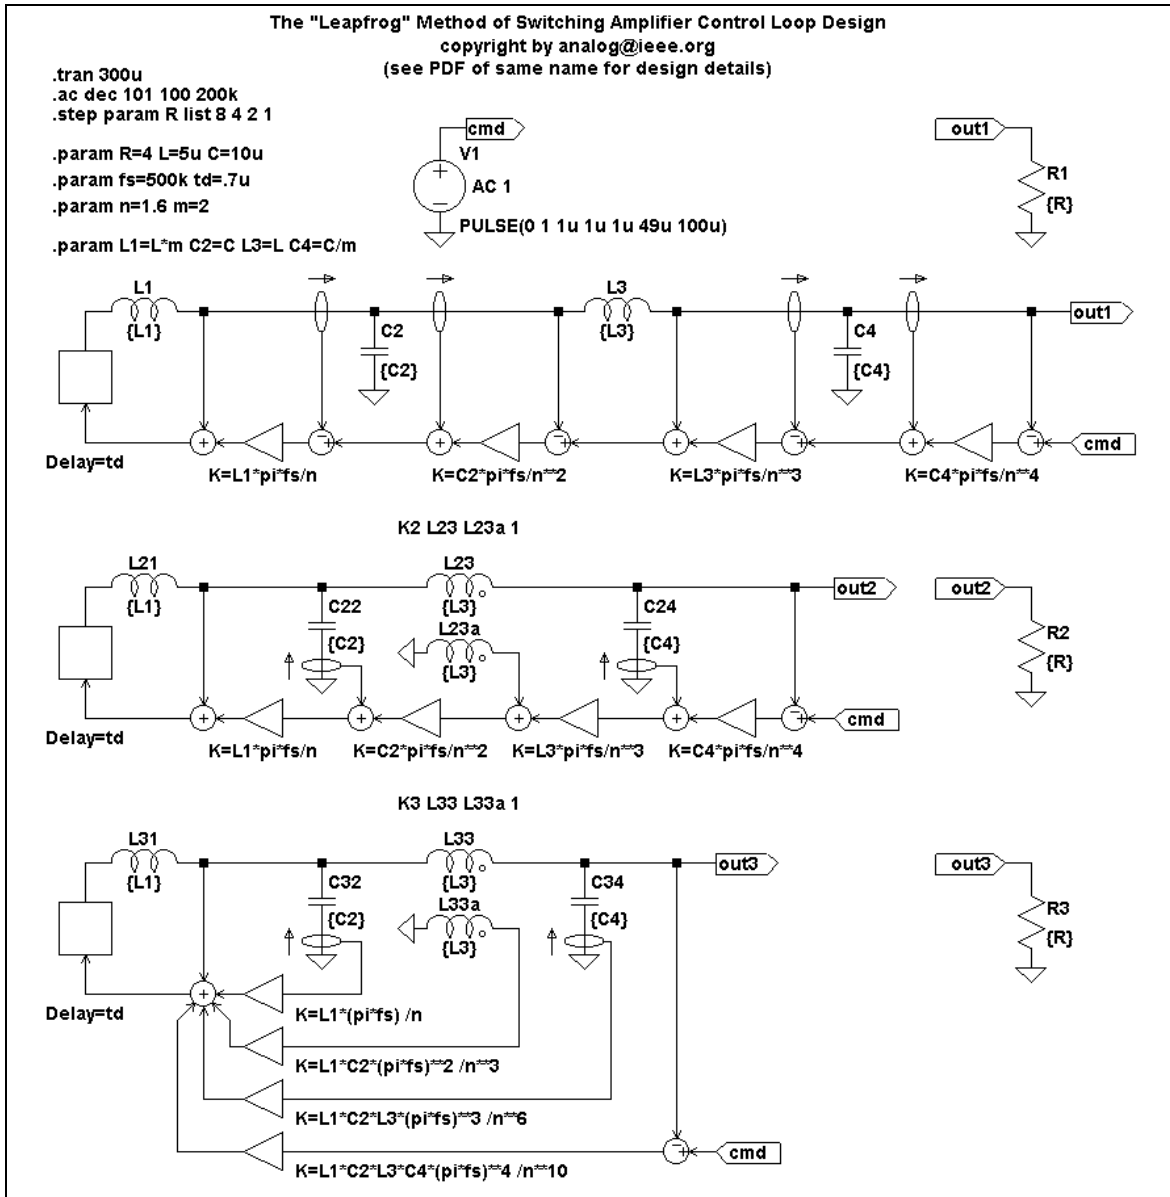 The "Leapfrog" Method of Switching Amplifier Control Loop Design
copyright by analog@ieee.org
(see PDF of same name for design details)
.tran 300u
.ac dec 101 100 200k
.step param R list 8 4 2 1
.param R=4 L=5u C=10u
.param fs=500k td=.7u
.param n=1.6 m=2
.param L1=L*m C2=C L3=L C4=C/m
cmd
V1
+
AC 1
−
PULSE(0 1 1u 1u 1u 49u 100u)
out1
R1
{R}
L1
{L1}
C2
{C2}
L3
{L3}
C4
{C4}
out1
+
−
+
+
−
+
+
−
+
+
−
+
cmd
Delay=td
K=L1*pi*fs/n
K=C2*pi*fs/n**2
K=L3*pi*fs/n**3
K=C4*pi*fs/n**4
K2 L23 L23a 1
L21
{L1}
C22
{C2}
L23
{L3}
L23a
{L3}
C24
{C4}
out2
out2
R2
{R}
+
+
+
+
−
+
cmd
Delay=td
K=L1*pi*fs/n
K=C2*pi*fs/n**2
K=L3*pi*fs/n**3
K=C4*pi*fs/n**4
K3 L33 L33a 1
L31
{L1}
C32
{C2}
L33
{L3}
L33a
{L3}
C34
{C4}
out3
out3
R3
{R}
+
Delay=td
K=L1*(pi*fs) /n
K=L1*C2*(pi*fs)**2 /n**3
K=L1*C2*L3*(pi*fs)**3 /n**6
K=L1*C2*L3*C4*(pi*fs)**4 /n**10
−
+
cmd